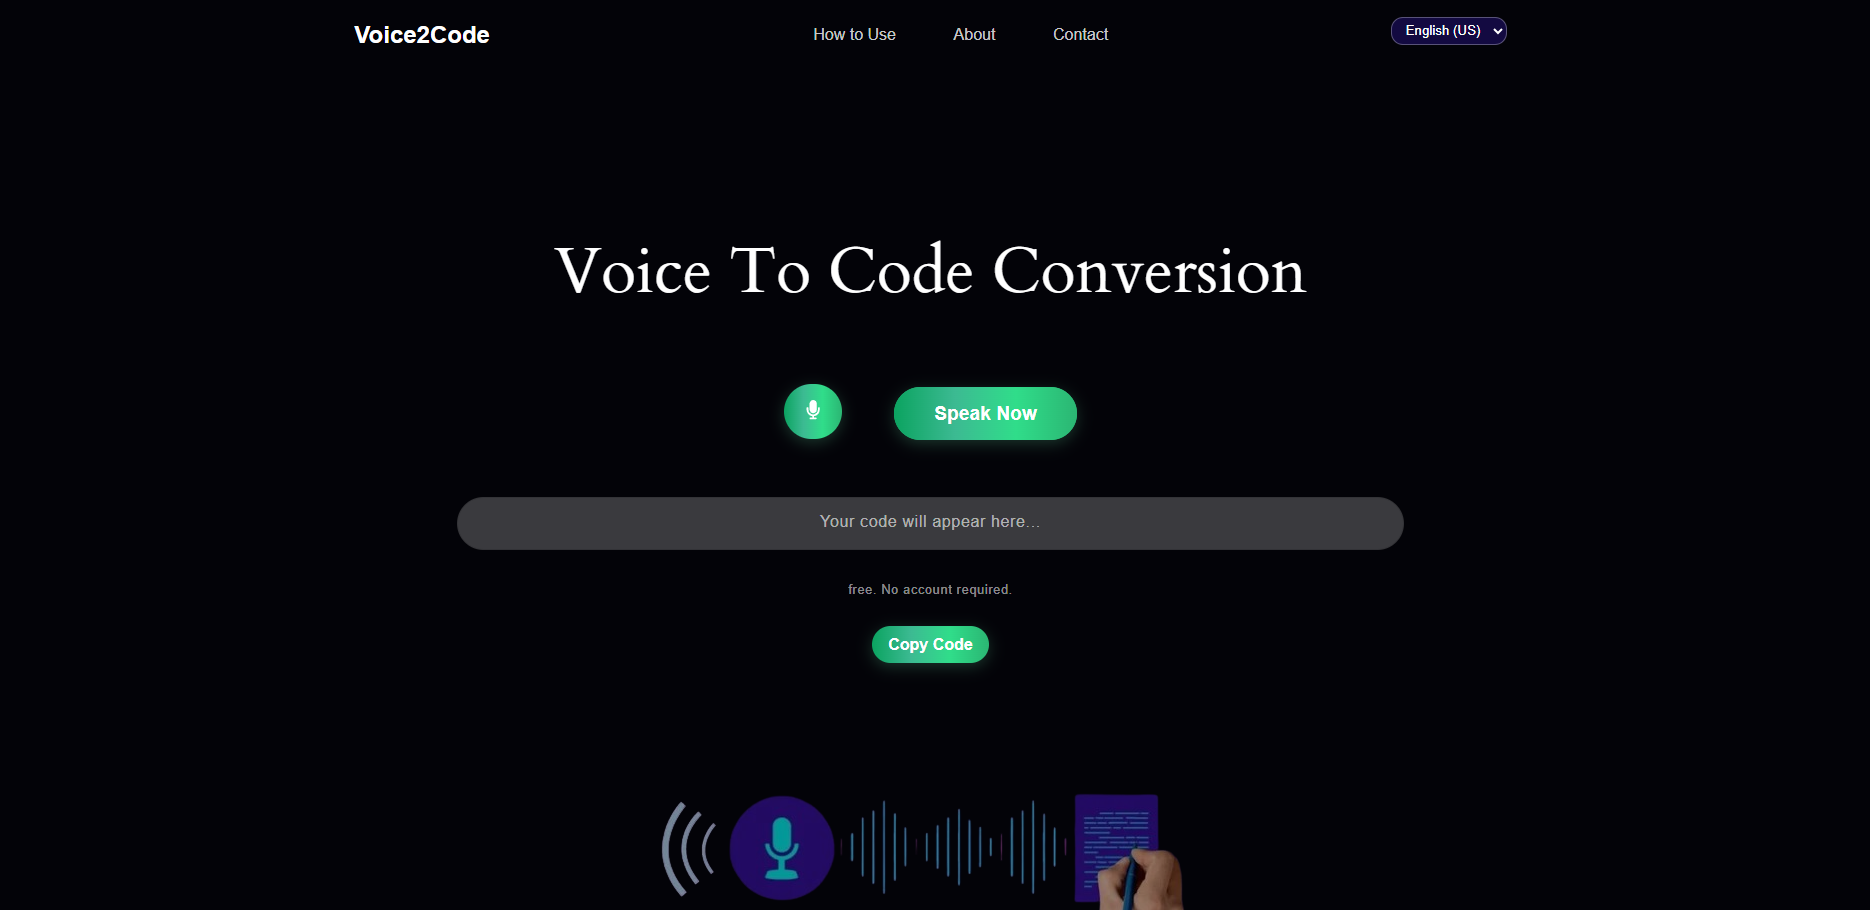 Voice2Code
How to Use
About
Contact
English (US)
Voice To Code Conversion
Speak Now
Your code will appear here...
free. No account required.
Copy Code